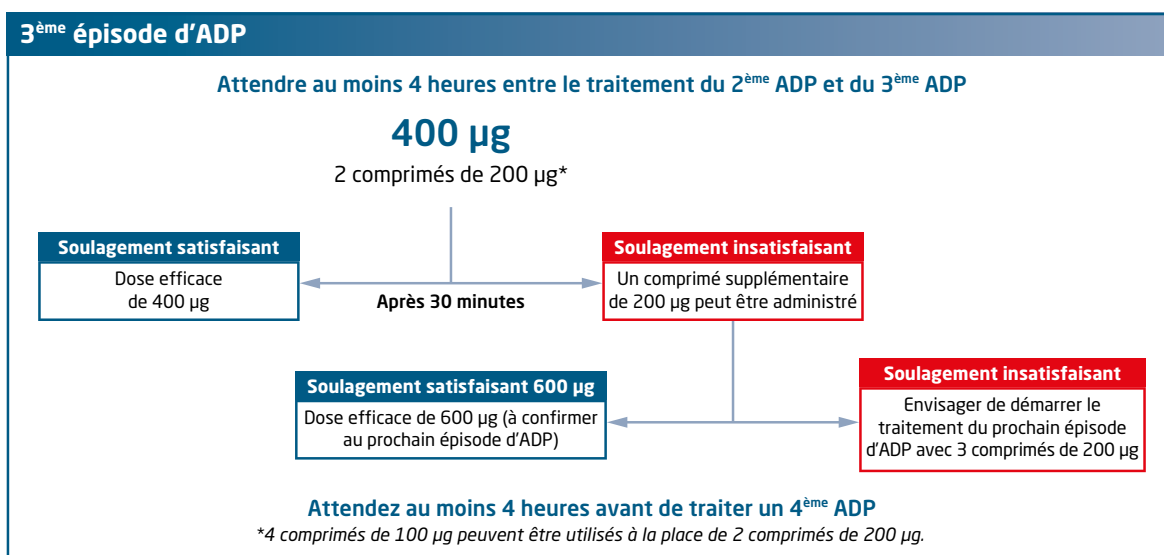 3ème épisode d'ADP
Attendre au moins 4 heures entre le traitement du 2ème ADP et du 3ème ADP
400 µg
2 comprimés de 200 µg*
Soulagement satisfaisant
Dose efficace
de 400 µg
Après 30 minutes
Soulagement insatisfaisant
Un comprimé supplémentaire
de 200 µg peut être administré
Soulagement satisfaisant 600 µg
Dose efficace de 600 µg (à confirmer
au prochain épisode d'ADP)
Soulagement insatisfaisant
Envisager de démarrer le
traitement du prochain épisode
d'ADP avec 3 comprimés de 200 µg
Attendez au moins 4 heures avant de traiter un 4ème ADP
*4 comprimés de 100 µg peuvent être utilisés à la place de 2 comprimés de 200 µg.